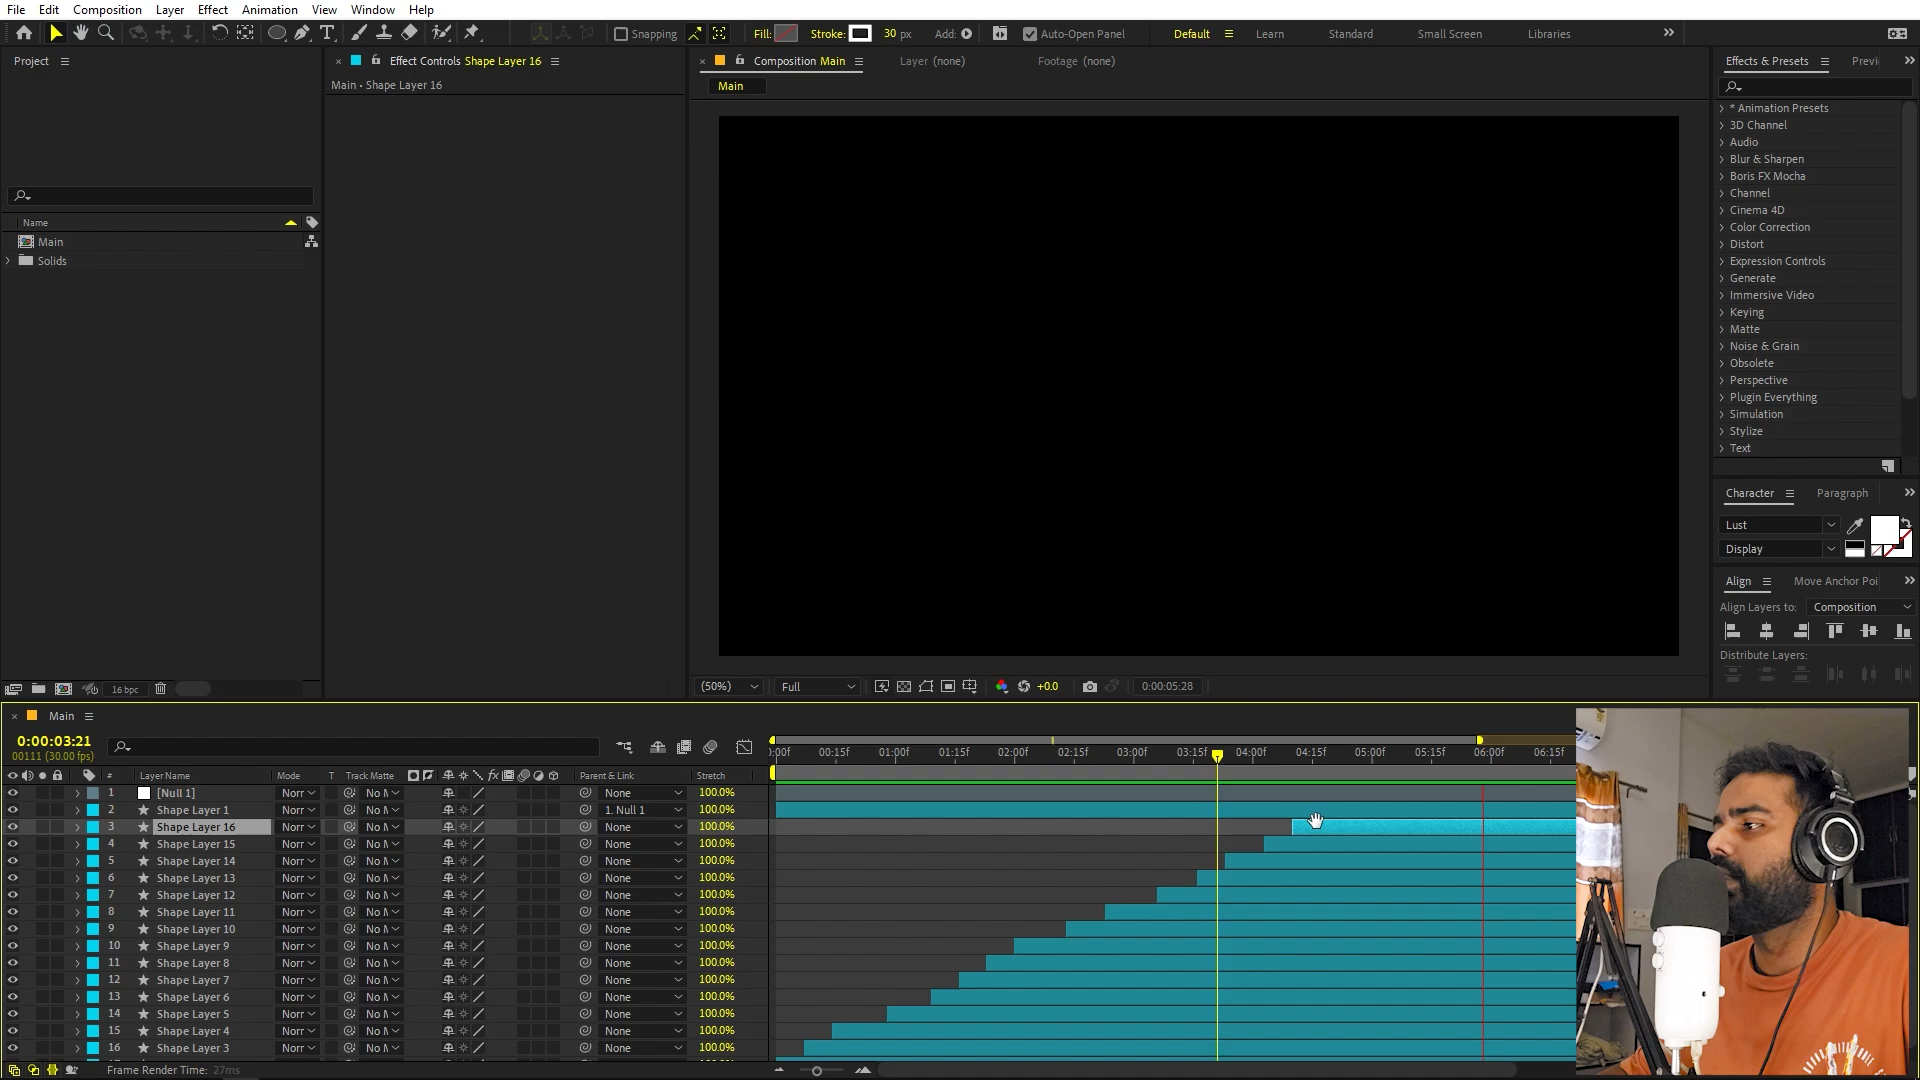 File Edit Composition Layer Effect Animation View Window Help
Snapping Fill: Stroke: 30 px Add: Auto-Open Panel Default Learn Standard Small Screen Libraries
Project
Effect Controls Shape Layer 16
Main • Shape Layer 16
Composition Main Layer (none) Footage (none)
Main
Name
Main
Solids
16 bpc
(50%) Full +0.0 0:00:05:28
Effects & Presets Previ
* Animation Presets
3D Channel
Audio
Blur & Sharpen
Boris FX Mocha
Channel
Cinema 4D
Color Correction
Distort
Expression Controls
Generate
Immersive Video
Keying
Matte
Noise & Grain
Obsolete
Perspective
Plugin Everything
Simulation
Stylize
Text
Character Paragraph
Lust
Display
Align Move Anchor Poi
Align Layers to: Composition
Distribute Layers:
Main
0:00:03:21
00111 (30.00 fps)
):00f 00:15f 01:00f 01:15f 02:00f 02:15f 03:00f 03:15f 04:00f 04:15f 05:00f 05:15f 06:00f 06:15f
# Layer Name Mode T Track Matte fx Parent & Link Stretch
1 [Null 1] Norr No M None 100.0%
2 Shape Layer 1 Norr No M 1. Null 1 100.0%
3 Shape Layer 16 Norr No M None 100.0%
4 Shape Layer 15 Norr No M None 100.0%
5 Shape Layer 14 Norr No M None 100.0%
6 Shape Layer 13 Norr No M None 100.0%
7 Shape Layer 12 Norr No M None 100.0%
8 Shape Layer 11 Norr No M None 100.0%
9 Shape Layer 10 Norr No M None 100.0%
10 Shape Layer 9 Norr No M None 100.0%
11 Shape Layer 8 Norr No M None 100.0%
12 Shape Layer 7 Norr No M None 100.0%
13 Shape Layer 6 Norr No M None 100.0%
14 Shape Layer 5 Norr No M None 100.0%
15 Shape Layer 4 Norr No M None 100.0%
16 Shape Layer 3 Norr No M None 100.0%
Frame Render Time: 27ms